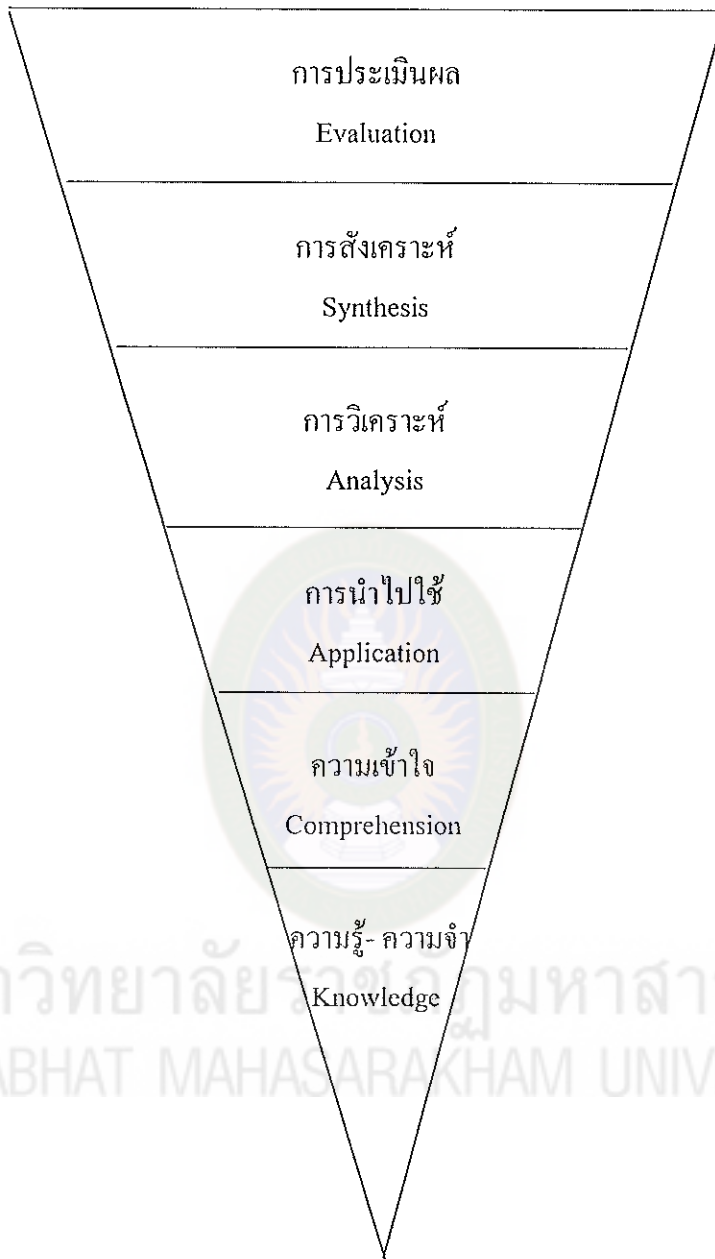 การประเมินผล
Evaluation
การสังเคราะห์
Synthesis
การวิเคราะห์
Analysis
การนำไปใช้
Application
ความเข้าใจ
Comprehension
ความรู้- ความจำ
Knowledge
วิทยาลัยราชภัฏมหาสาร
ABHAT MAHASARAKHAM UNIV